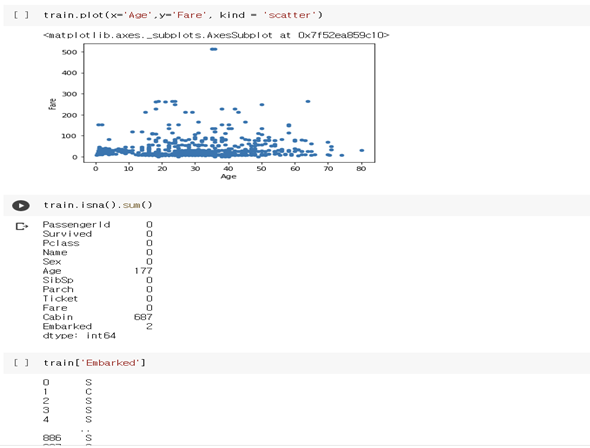 [ ] train.plot(x='Age',y='Fare', kind = 'scatter')
<matplotlib.axes._subplots.AxesSubplot at 0x7f52ea859c10>
500
400
300
200
100
0
Fare
0 10 20 30 40 50 60 70 80
Age
train.isna().sum()
PassengerId 0
Survived 0
Pclass 0
Name 0
Sex 0
Age 177
SibSp 0
Parch 0
Ticket 0
Fare 0
Cabin 687
Embarked 2
dtype: int64
[ ] train['Embarked']
0 S
1 C
2 S
3 S
4 S
..
886 S